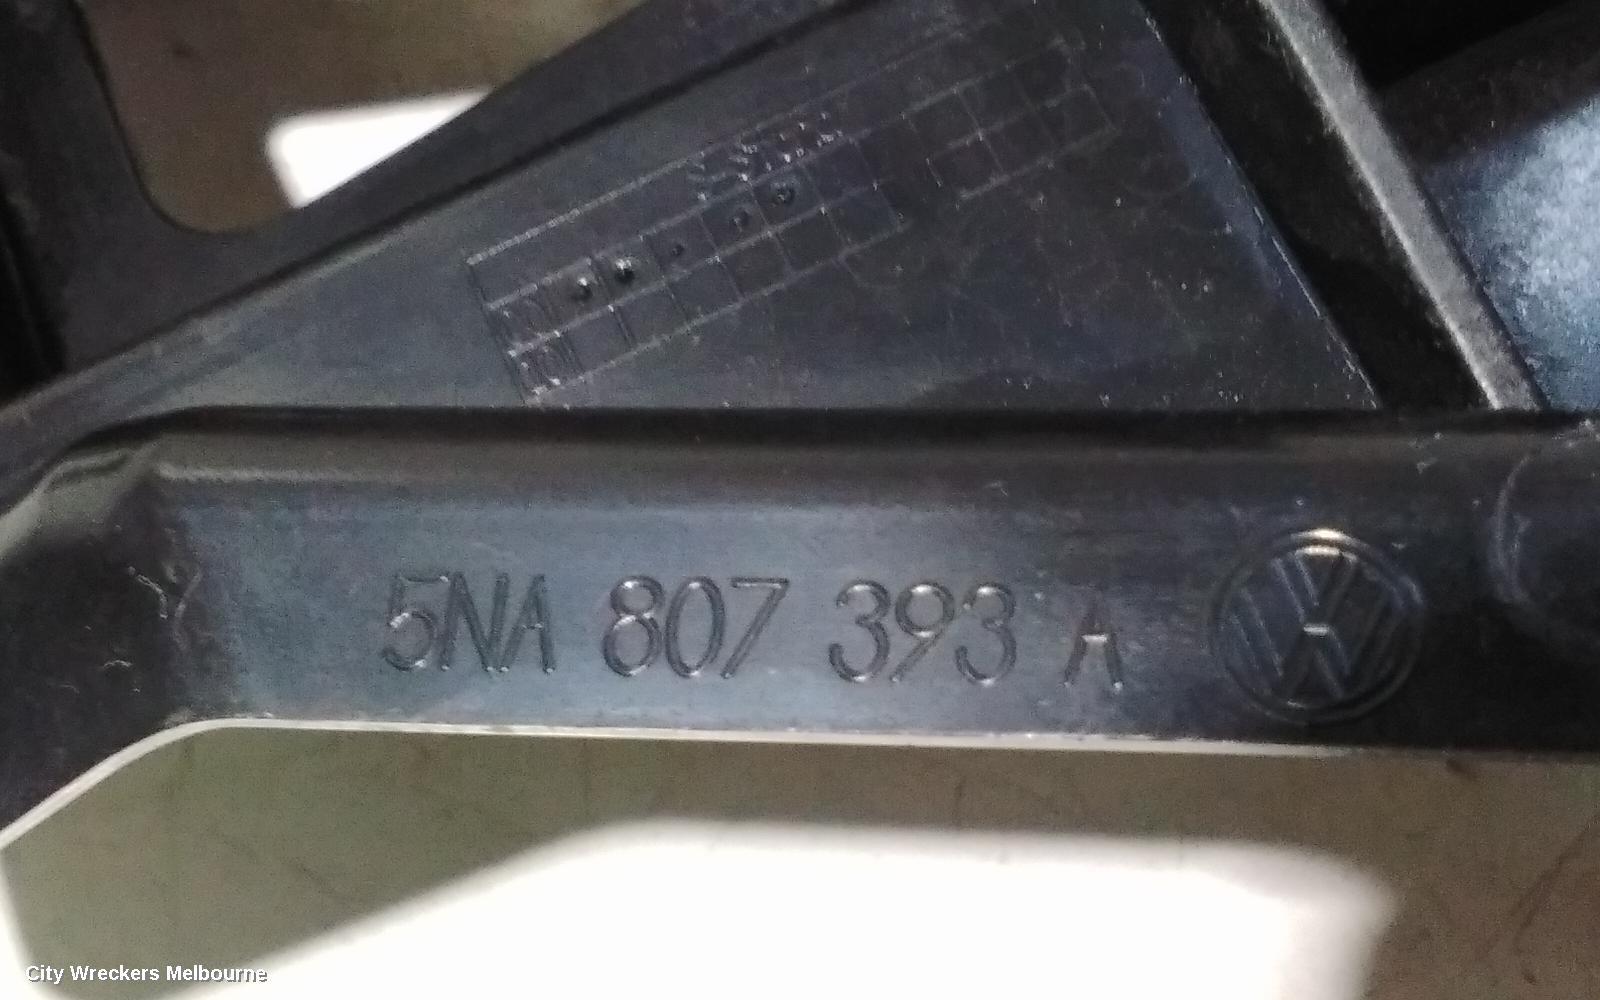 5NA 807 393 A
City Wreckers Melbourne